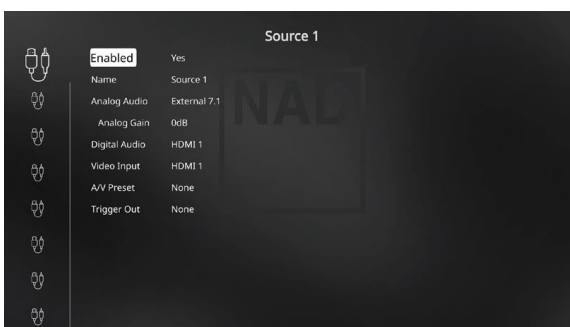 Source 1
Enabled Yes
Name Source 1
Analog Audio External 7.1
Analog Gain 0dB
Digital Audio HDMI 1
Video Input HDMI 1
A/V Preset None
Trigger Out None
NAD